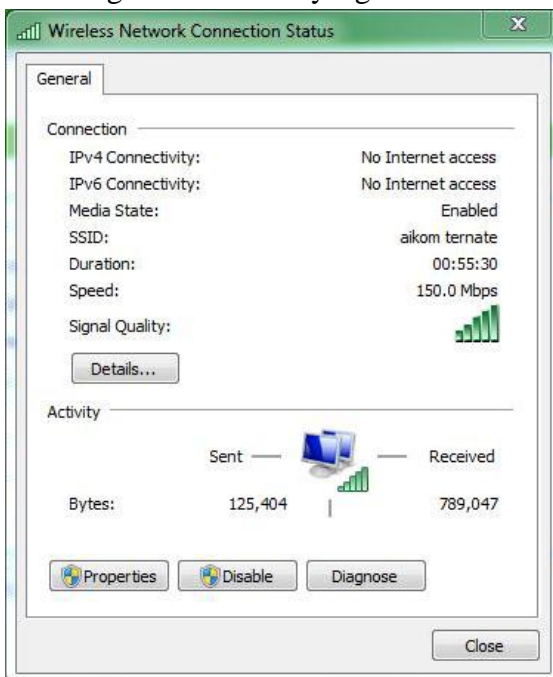 Wireless Network Connection Status
General
Connection
IPv4 Connectivity: No Internet access
IPv6 Connectivity: No Internet access
Media State: Enabled
SSID: aikom ternate
Duration: 00:55:30
Speed: 150.0 Mbps
Signal Quality:
Details...
Activity
Sent Received
Bytes: 125,404 789,047
Properties Disable Diagnose
Close